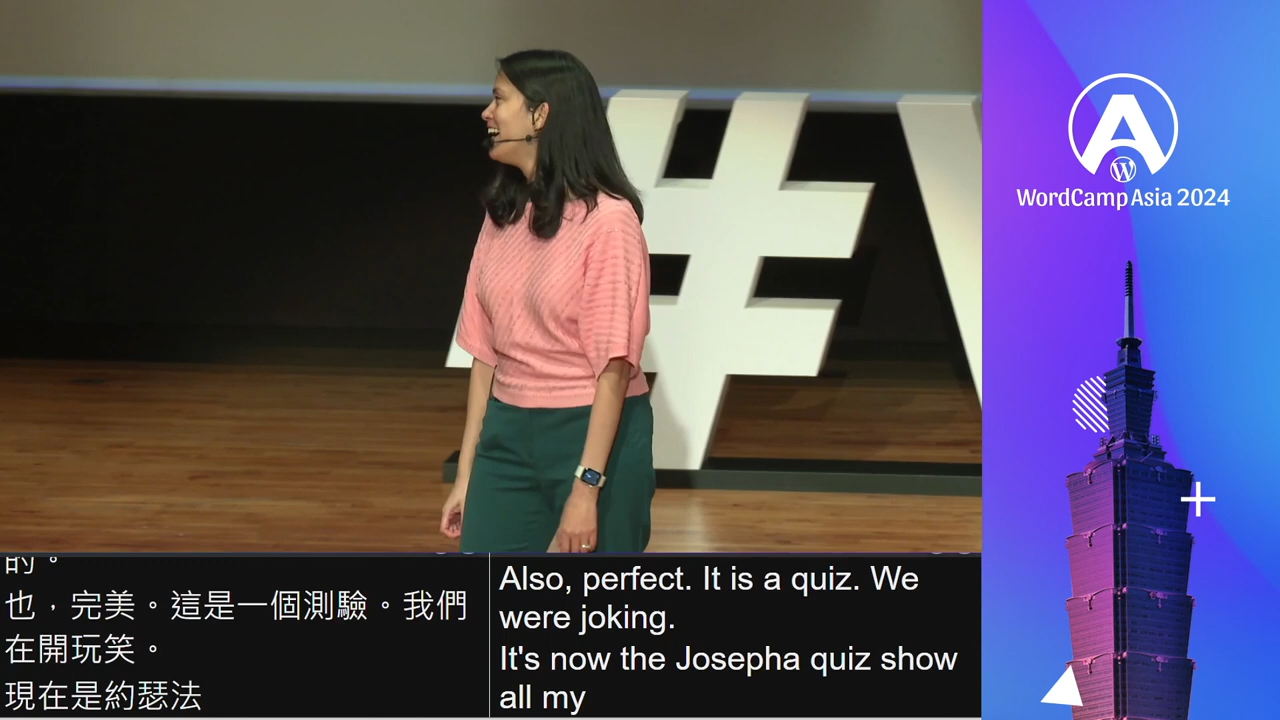 #
WordCamp Asia 2024
的。
也，完美。這是一個測驗。我們
在開玩笑。
現在是約瑟法
Also, perfect. It is a quiz. We
were joking.
It's now the Josepha quiz show
all my